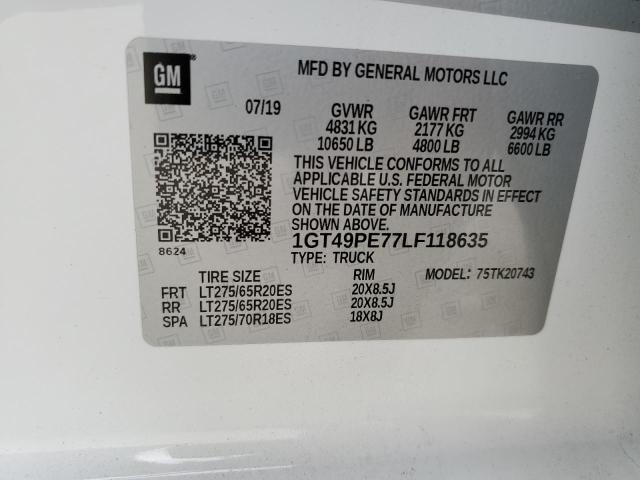 GM
MFD BY GENERAL MOTORS LLC
07/19 GVWR GAWR FRT GAWR RR
4831 KG 2177 KG 2994 KG
10650 LB 4800 LB 6600 LB
THIS VEHICLE CONFORMS TO ALL
APPLICABLE U.S. FEDERAL MOTOR
VEHICLE SAFETY STANDARDS IN EFFECT
ON THE DATE OF MANUFACTURE
SHOWN ABOVE.
8624
1GT49PE77LF118635
TYPE: TRUCK MODEL: 75TK20743
TIRE SIZE RIM
FRT LT275/65R20ES 20X8.5J
RR LT275/65R20ES 20X8.5J
SPA LT275/70R18ES 18X8J